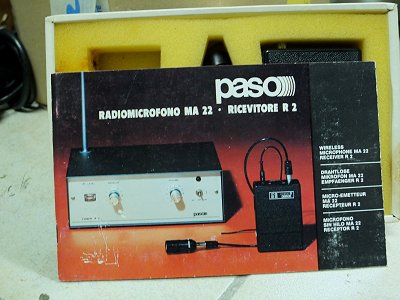 paso
RADIOMICROFONO MA 22 · RICEVITORE R 2
WIRELESS
MICROPHONE MA 22
RECEIVER R 2
DRAHTLOSE
MIKROFON MA 22
EMPFAENGER R 2
MICRO-EMETTEUR
MA 22
RECEPTEUR R 2
MICROFONO
SIN HILO MA 22
RECEPTOR R 2
paso